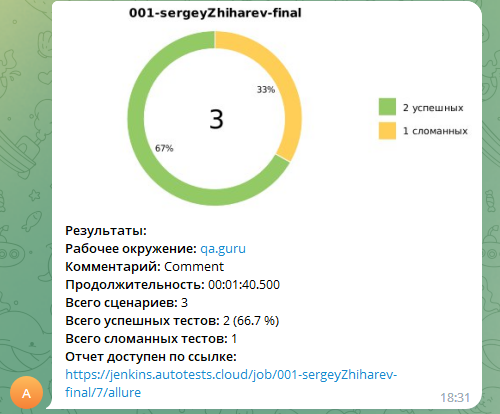 001-sergeyZhiharev-final
33%
2 успешных
3
1 сломанных
67%
Результаты:
Рабочее окружение: qa.guru
Комментарий: Comment
Продолжительность: 00:01:40.500
Всего сценариев: 3
Всего успешных тестов: 2 (66.7 %)
Всего сломанных тестов: 1
Отчет доступен по ссылке:
https://jenkins.autotests.cloud/job/001-sergeyZhiharev-
final/7/allure
A
18:31